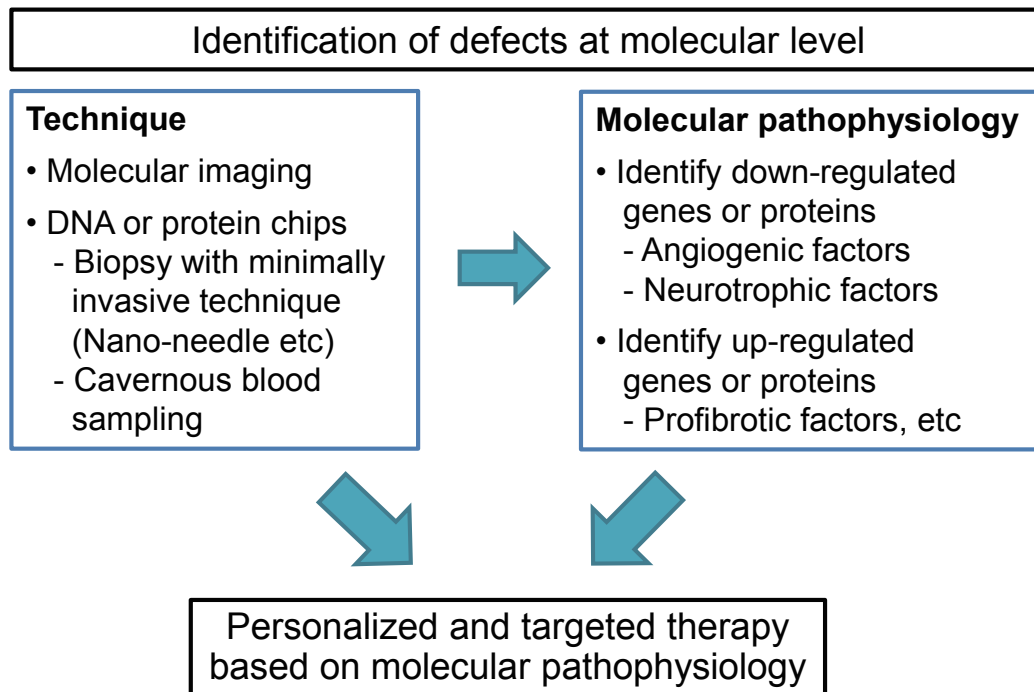 Identification of defects at molecular level
Technique
• Molecular imaging
• DNA or protein chips
- Biopsy with minimally
invasive technique
(Nano-needle etc)
- Cavernous blood
sampling
Molecular pathophysiology
• Identify down-regulated
genes or proteins
- Angiogenic factors
- Neurotrophic factors
• Identify up-regulated
genes or proteins
- Profibrotic factors, etc
Personalized and targeted therapy
based on molecular pathophysiology